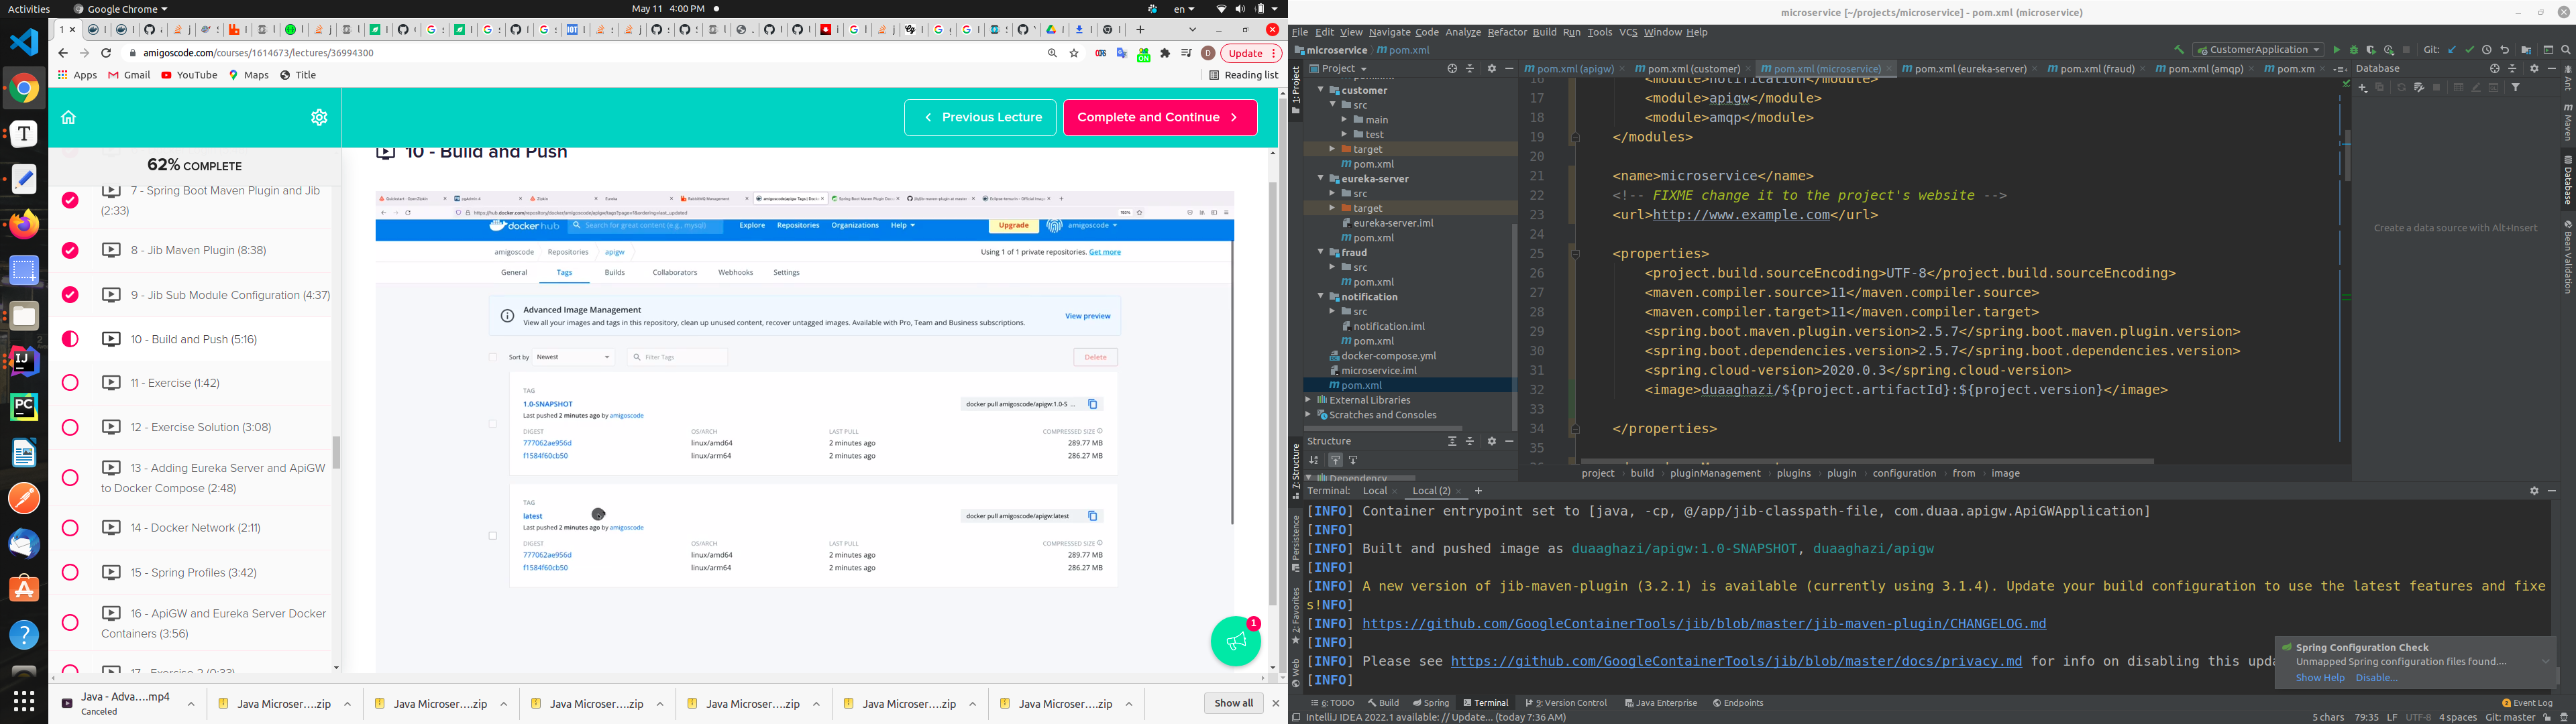 Activities
Google Chrome
May 11 4:00 PM
en
microservice [~/projects/microservice] - pom.xml (microservice)
amigoscode.com/courses/1614673/lectures/36994300
D
Update
Apps
Gmail
YouTube
Maps
Title
Reading list
Previous Lecture
Complete and Continue
62% COMPLETE
7 - Spring Boot Maven Plugin and Jib
(2:33)
8 - Jib Maven Plugin (8:38)
9 - Jib Sub Module Configuration (4:37)
10 - Build and Push (5:16)
11 - Exercise (1:42)
12 - Exercise Solution (3:08)
13 - Adding Eureka Server and ApiGW
to Docker Compose (2:48)
14 - Docker Network (2:11)
15 - Spring Profiles (3:42)
16 - ApiGW and Eureka Server Docker
Containers (3:56)
17 - Exercise 2 (0:33)
10 - Build and Push
docker hub
Search for great content (e.g., mysql)
Explore
Repositories
Organizations
Help
Upgrade
amigoscode
amigoscode
Repositories
apigw
Using 1 of 1 private repositories. Get more
General
Tags
Builds
Collaborators
Webhooks
Settings
Advanced Image Management
View all your images and tags in this repository, clean up unused content, recover untagged images. Available with Pro, Team and Business subscriptions.
View preview
Sort by
Newest
Filter Tags
Delete
TAG
1.0-SNAPSHOT
Last pushed 2 minutes ago by amigoscode
docker pull amigoscode/apigw:1.0-S ...
DIGEST
OS/ARCH
LAST PULL
COMPRESSED SIZE
777062ae956d
linux/amd64
2 minutes ago
289.77 MB
f1584f60cb50
linux/arm64
2 minutes ago
286.27 MB
TAG
latest
Last pushed 2 minutes ago by amigoscode
docker pull amigoscode/apigw:latest
DIGEST
OS/ARCH
LAST PULL
COMPRESSED SIZE
777062ae956d
linux/amd64
2 minutes ago
289.77 MB
f1584f60cb50
linux/arm64
2 minutes ago
286.27 MB
1
Java - Adva....mp4
Canceled
Java Microser....zip
Java Microser....zip
Java Microser....zip
Java Microser....zip
Java Microser....zip
Java Microser....zip
Show all
File Edit View Navigate Code Analyze Refactor Build Run Tools VCS Window Help
microservice
pom.xml
CustomerApplication
Git:
Project
pom.xml (apigw)
pom.xml (customer)
pom.xml (microservice)
pom.xml (eureka-server)
pom.xml (fraud)
pom.xml (amqp)
pom.xm
Database
customer
src
main
test
target
pom.xml
eureka-server
src
target
eureka-server.iml
pom.xml
fraud
src
pom.xml
notification
src
notification.iml
pom.xml
docker-compose.yml
microservice.iml
pom.xml
External Libraries
Scratches and Consoles
Structure
Dependency
16 <module>notification</module>
17 <module>apigw</module>
18 <module>amqp</module>
19 </modules>
20
21 <name>microservice</name>
22 <!-- FIXME change it to the project's website -->
23 <url>http://www.example.com</url>
24
25 <properties>
26 <project.build.sourceEncoding>UTF-8</project.build.sourceEncoding>
27 <maven.compiler.source>11</maven.compiler.source>
28 <maven.compiler.target>11</maven.compiler.target>
29 <spring.boot.maven.plugin.version>2.5.7</spring.boot.maven.plugin.version>
30 <spring.boot.dependencies.version>2.5.7</spring.boot.dependencies.version>
31 <spring.cloud-version>2020.0.3</spring.cloud-version>
32 <image>duaaghazi/${project.artifactId}:${project.version}</image>
33
34 </properties>
35
project
build
pluginManagement
plugins
plugin
configuration
from
image
Create a data source with Alt+Insert
1: Project
7: Structure
Persistence
2: Favorites
Web
Ant
Maven
Database
Bean Validation
Terminal:
Local
Local (2)
[INFO] Container entrypoint set to [java, -cp, @/app/jib-classpath-file, com.duaa.apigw.ApiGWApplication]
[INFO]
[INFO] Built and pushed image as duaaghazi/apigw:1.0-SNAPSHOT, duaaghazi/apigw
[INFO]
[INFO] A new version of jib-maven-plugin (3.2.1) is available (currently using 3.1.4). Update your build configuration to use the latest features and fixe
s!NFO]
[INFO] https://github.com/GoogleContainerTools/jib/blob/master/jib-maven-plugin/CHANGELOG.md
[INFO]
[INFO] Please see https://github.com/GoogleContainerTools/jib/blob/master/docs/privacy.md for info on disabling this upda
[INFO]
Spring Configuration Check
Unmapped Spring configuration files found....
Show Help
Disable...
6: TODO
Build
Spring
Terminal
9: Version Control
Java Enterprise
Endpoints
2 Event Log
IntelliJ IDEA 2022.1 available: // Update... (today 7:36 AM)
5 chars
79:35
LF
UTF-8
4 spaces
Git: master